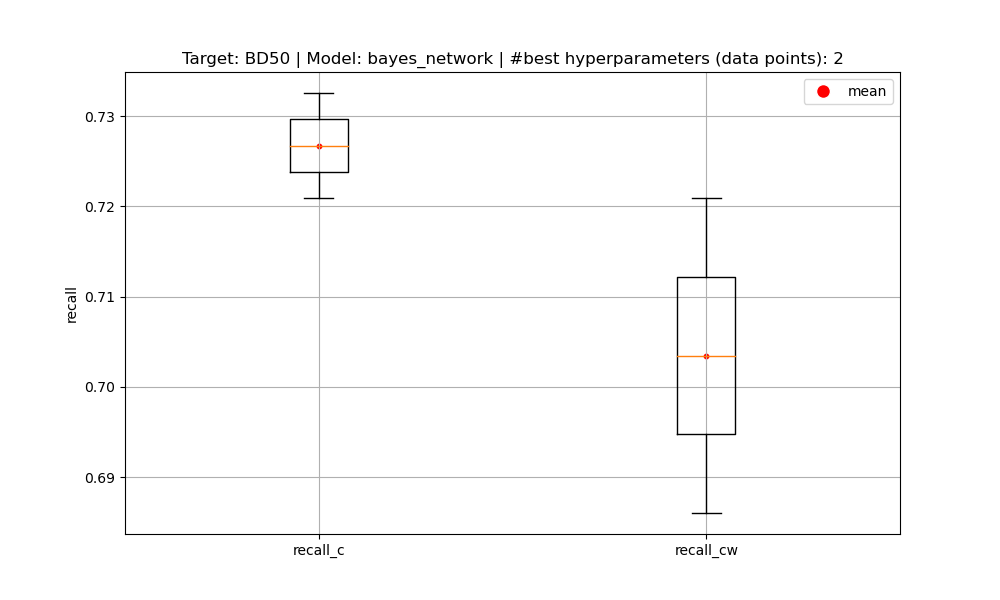 Target: BD50 | Model: bayes_network | #best hyperparameters (data points): 2
mean
0.73
0.72
0.71
0.70
0.69
recall
recall_c
recall_cw